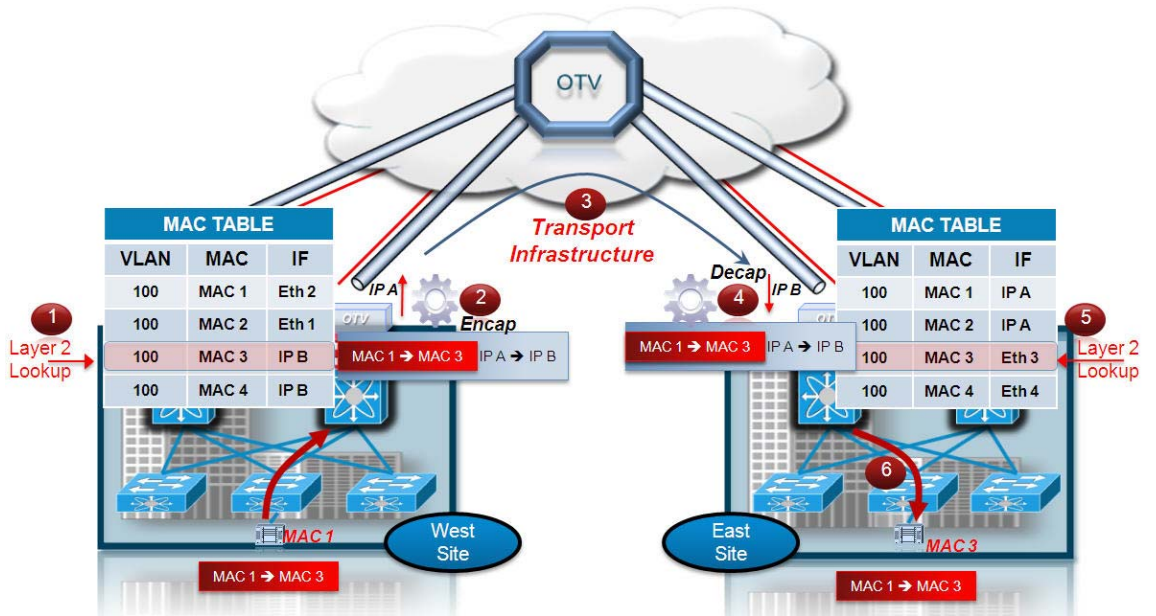 OTV
3
Transport
Infrastructure
MAC TABLE
VLAN MAC IF
100 MAC 1 Eth 2
100 MAC 2 Eth 1
100 MAC 3 IP B
100 MAC 4 IP B
1
Layer 2
Lookup
IP A
OTV
2
Encap
MAC 1 ➔ MAC 3 IP A ➔ IP B
MAC 1
West
Site
MAC 1 ➔ MAC 3
Decap
4
IP B
MAC 1 ➔ MAC 3 IP A ➔ IP B
MAC TABLE
VLAN MAC IF
100 MAC 1 IP A
100 MAC 2 IP A
100 MAC 3 Eth 3
100 MAC 4 Eth 4
5
Layer 2
Lookup
6
East
Site
MAC 3
MAC 1 ➔ MAC 3